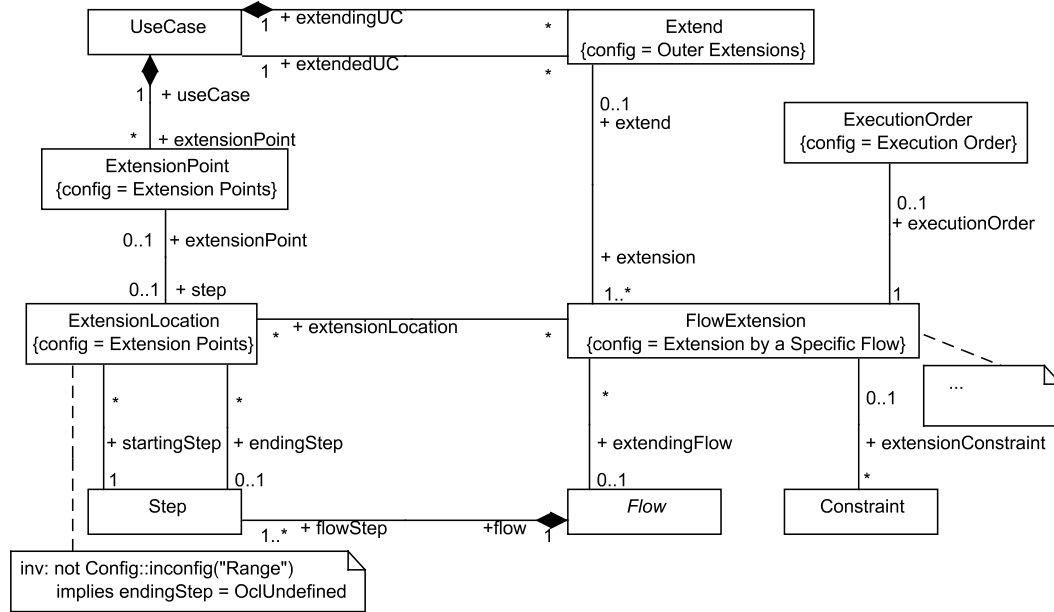 UseCase
1
+ extendingUC
*
Extend
{config = Outer Extensions}
1
+ extendedUC
*
1
+ useCase
*
+ extensionPoint
0..1
+ extend
ExecutionOrder
{config = Execution Order}
ExtensionPoint
{config = Extension Points}
0..1
+ executionOrder
0..1
+ extensionPoint
+ extension
0..1
+ step
1..*
1
ExtensionLocation
{config = Extension Points}
*
+ extensionLocation
*
FlowExtension
{config = Extension by a Specific Flow}
...
*
*
*
0..1
+ startingStep
+ endingStep
+ extendingFlow
+ extensionConstraint
1
0..1
0..1
*
Step
Flow
Constraint
1..*
+ flowStep
+flow
1
inv: not Config::inconfig("Range")
implies endingStep = OclUndefined